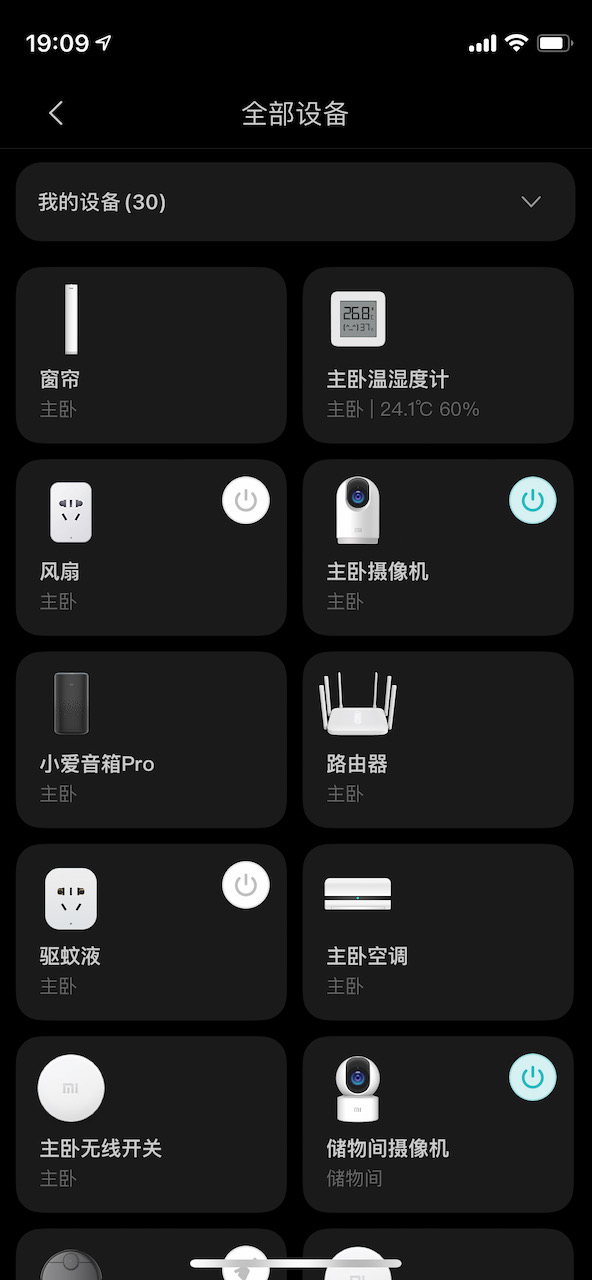 19:09
全部设备
我的设备(30)
窗帘
主卧
主卧温湿度计
主卧 | 24.1℃ 60%
风扇
主卧
主卧摄像机
主卧
小爱音箱Pro
主卧
路由器
主卧
驱蚊液
主卧
主卧空调
主卧
主卧无线开关
主卧
储物间摄像机
储物间